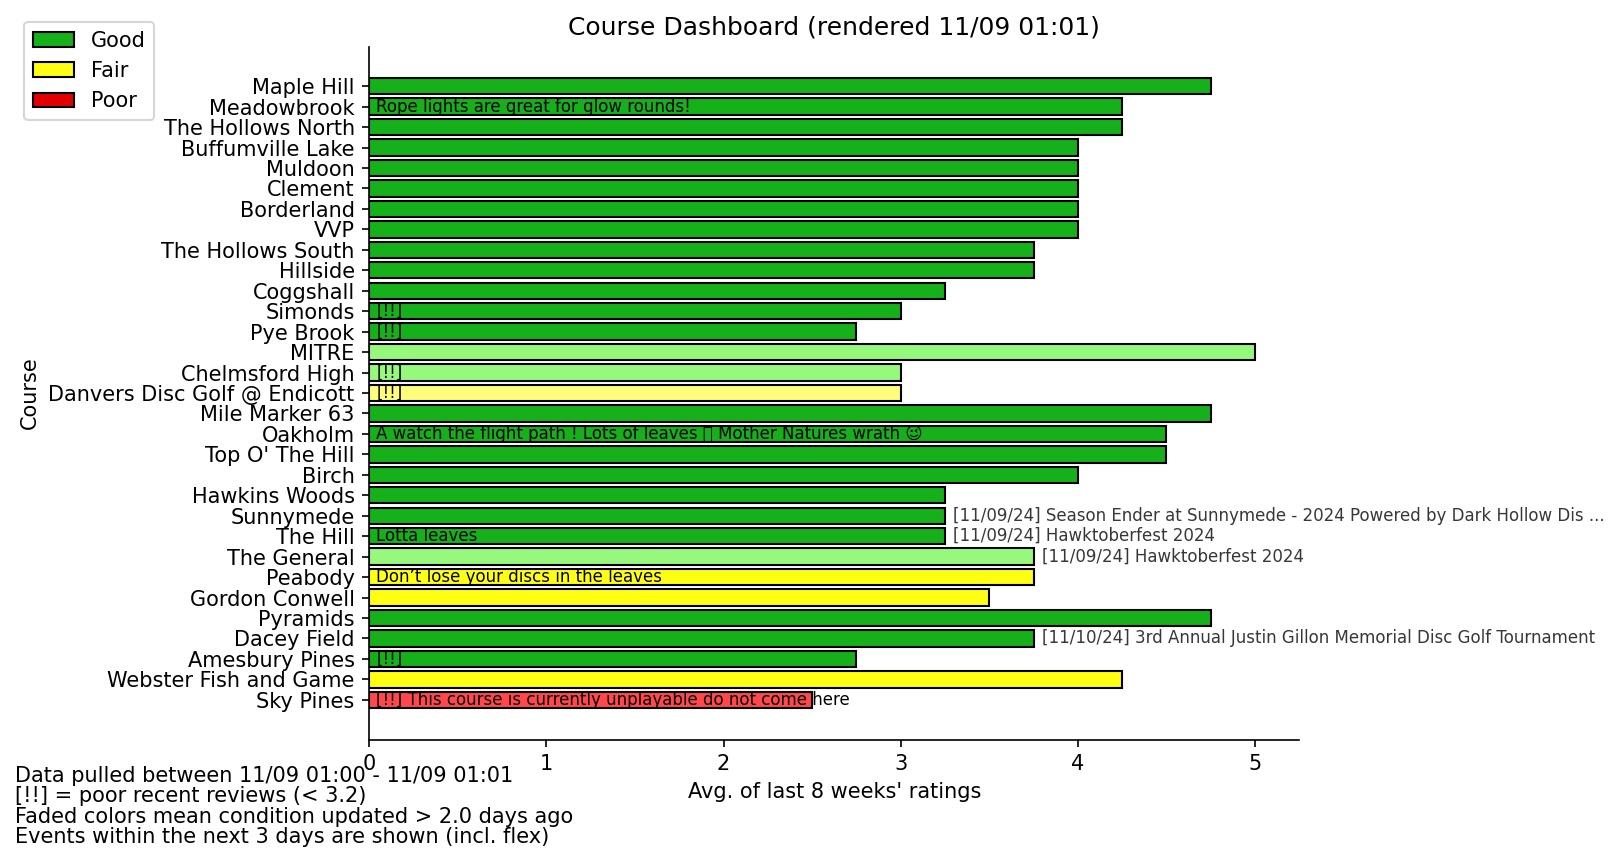 Course Dashboard (rendered 11/09 01:01)
Good
Fair
Poor
Course
Maple Hill
Meadowbrook Rope lights are great for glow rounds!
The Hollows North
Buffumville Lake
Muldoon
Clement
Borderland
VVP
The Hollows South
Hillside
Coggshall
Simonds [!!]
Pye Brook [!!]
MITRE
Chelmsford High [!!]
Danvers Disc Golf @ Endicott [!!]
Mile Marker 63
Oakholm A watch the flight path ! Lots of leaves Mother Natures wrath 😉
Top O' The Hill
Birch
Hawkins Woods
Sunnymede [11/09/24] Season Ender at Sunnymede - 2024 Powered by Dark Hollow Dis ...
The Hill Lotta leaves [11/09/24] Hawktoberfest 2024
The General [11/09/24] Hawktoberfest 2024
Peabody Don’t lose your discs in the leaves
Gordon Conwell
Pyramids
Dacey Field [11/10/24] 3rd Annual Justin Gillon Memorial Disc Golf Tournament
Amesbury Pines [!!]
Webster Fish and Game
Sky Pines [!!] This course is currently unplayable do not come here
0 1 2 3 4 5
Avg. of last 8 weeks' ratings
Data pulled between 11/09 01:00 - 11/09 01:01
[!!] = poor recent reviews (< 3.2)
Faded colors mean condition updated > 2.0 days ago
Events within the next 3 days are shown (incl. flex)